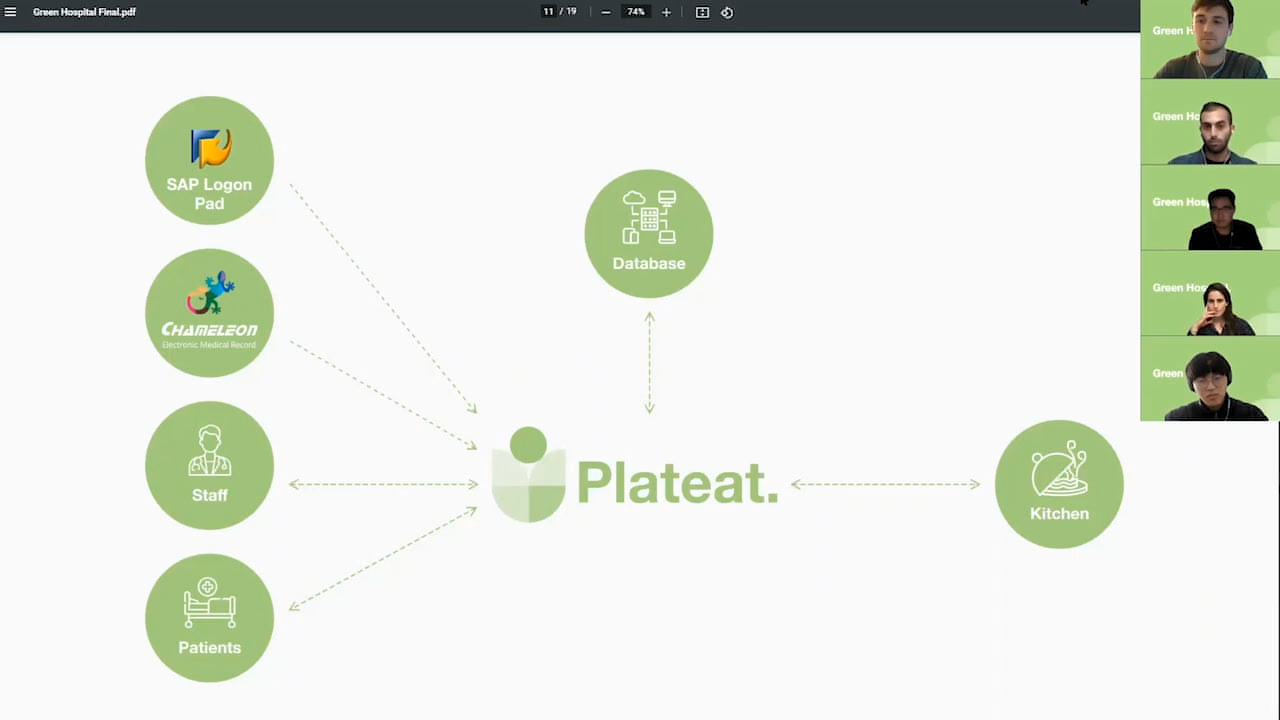 Green Hospital Final.pdf
11 / 19
74%
SAP Logon
Pad
CHAMELEON
Electronic Medical Record
Staff
Patients
Database
Plateat.
Kitchen
Green H
Green Ho
Green Hos
Green Hos
Green